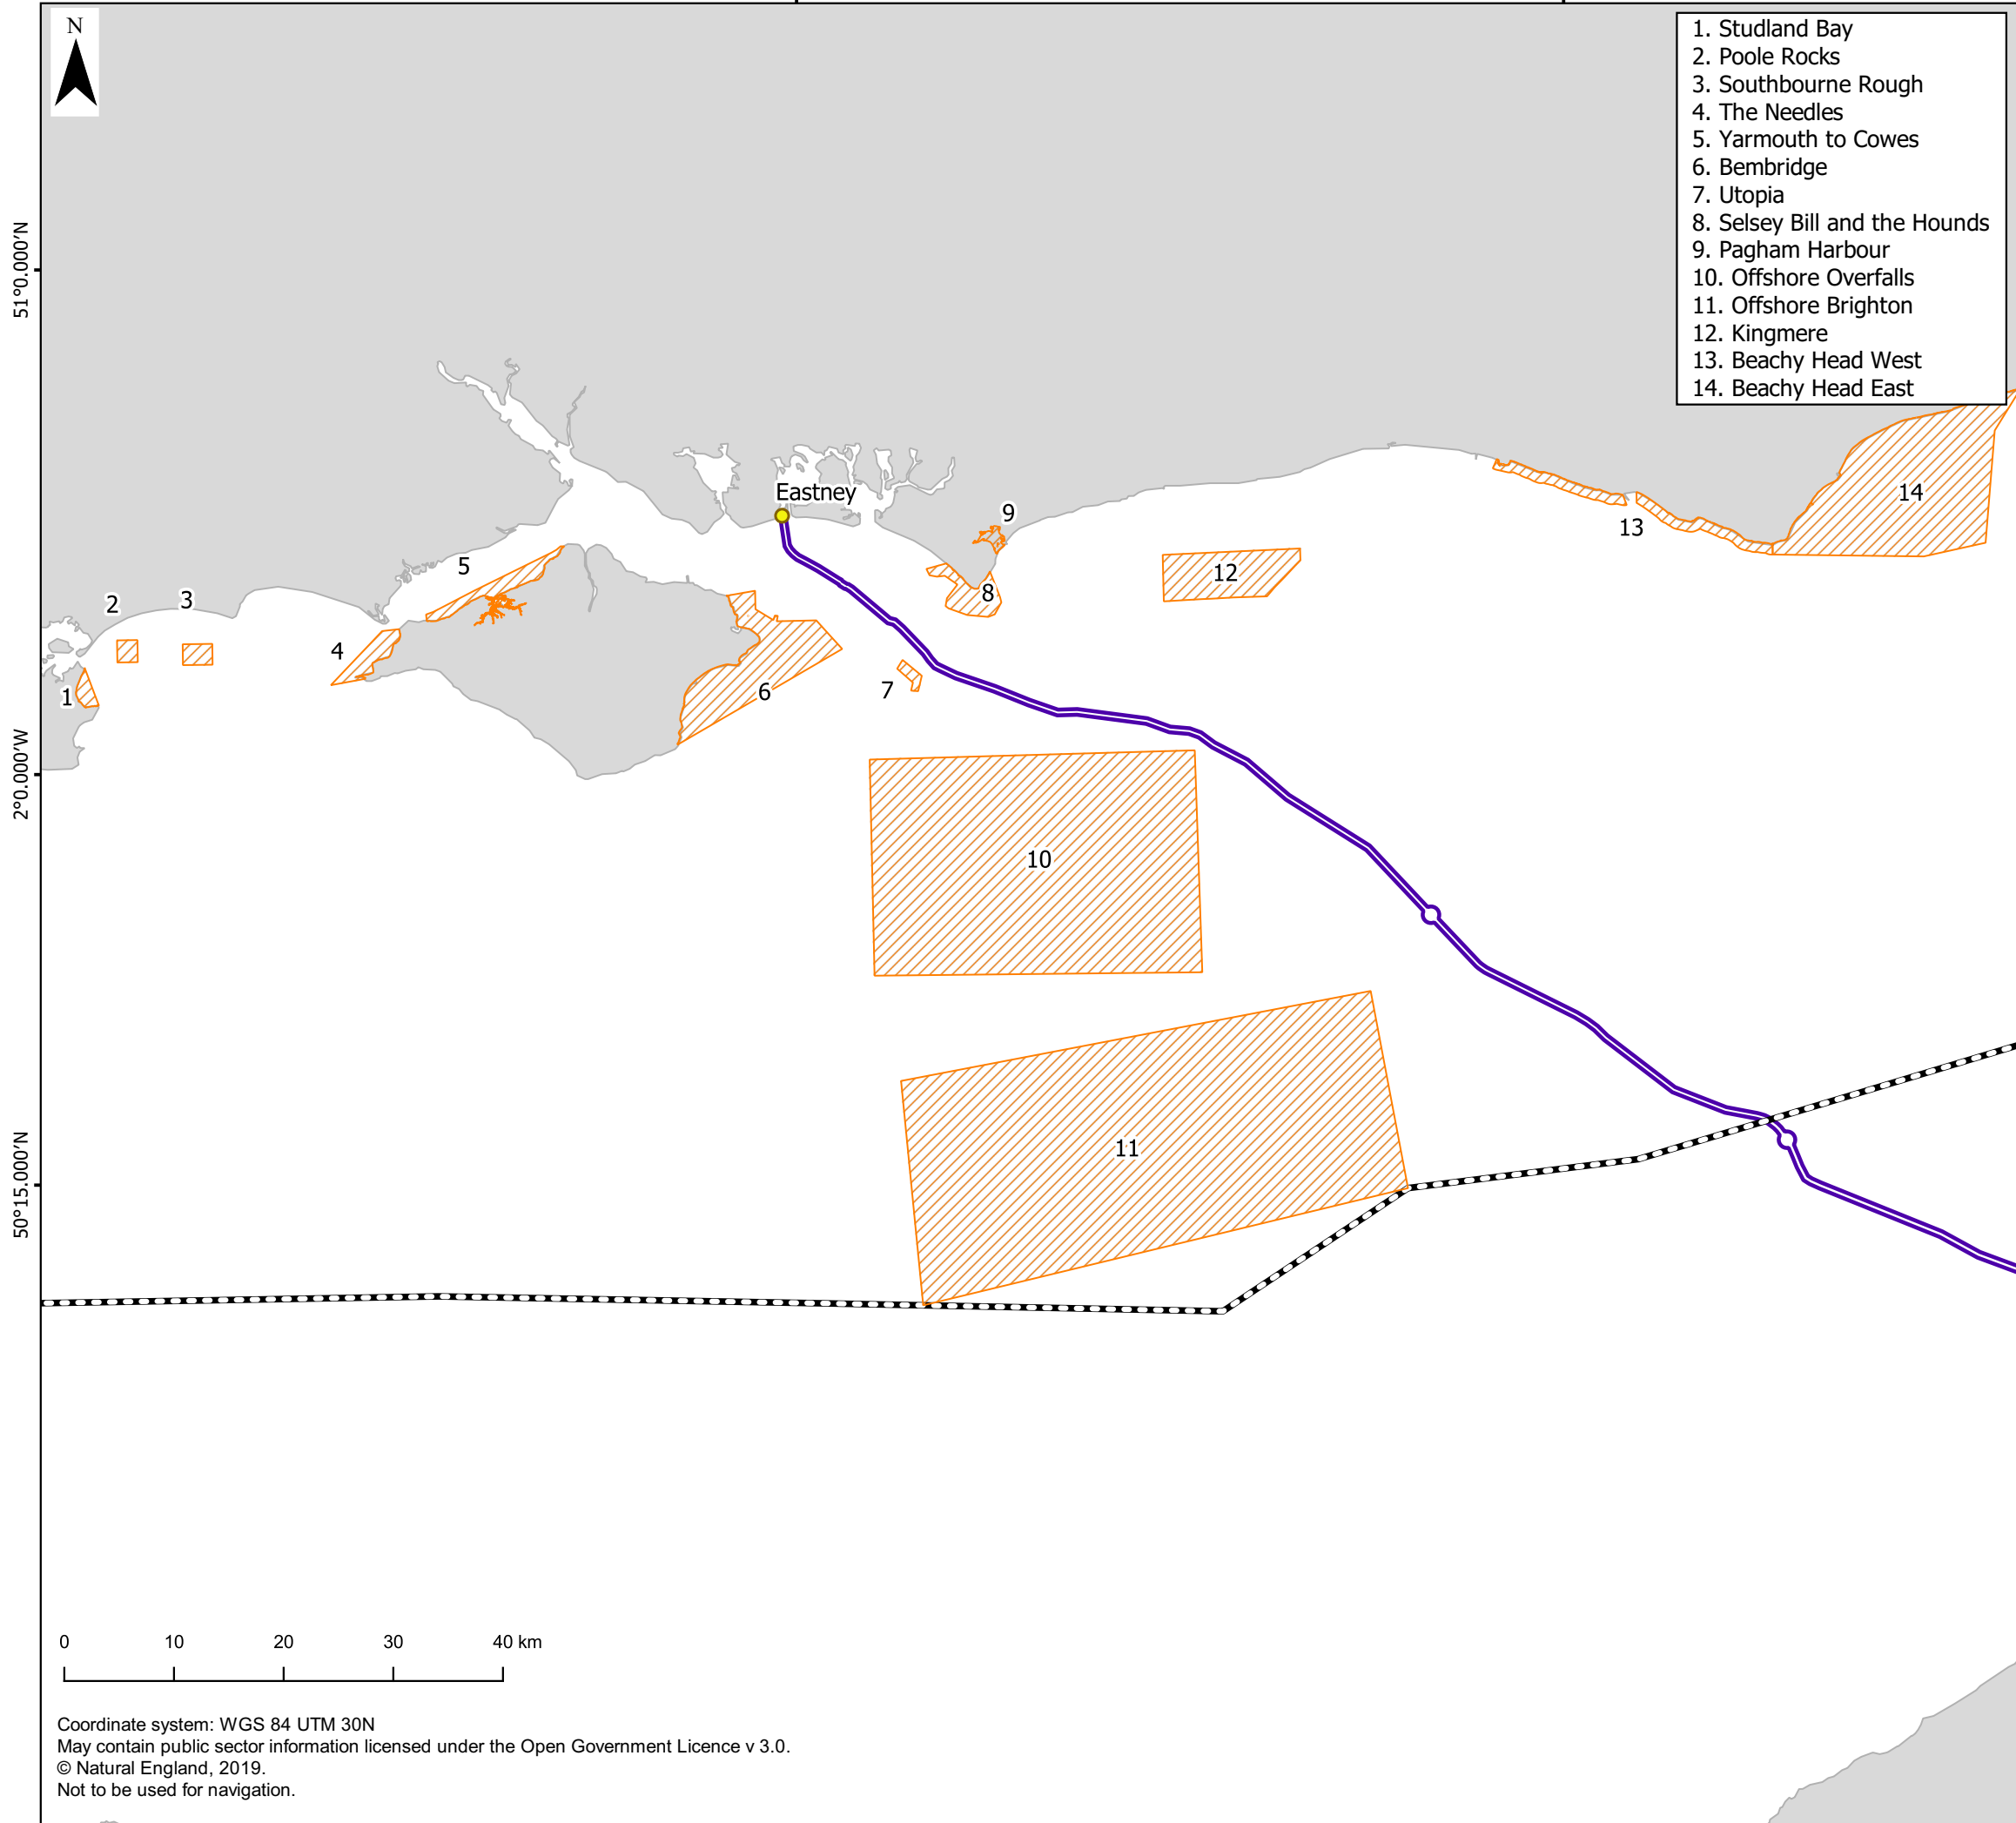 N
1. Studland Bay
2. Poole Rocks
3. Southbourne Rough
4. The Needles
5. Yarmouth to Cowes
6. Bembridge
7. Utopia
8. Selsey Bill and the Hounds
9. Pagham Harbour
10. Offshore Overfalls
11. Offshore Brighton
12. Kingmere
13. Beachy Head West
14. Beachy Head East
51°0.000'N
2°0.000'W
50°15.000'N
Eastney
9
14
13
5
12
8
2
3
4
1
6
7
10
11
0 10 20 30 40 km
Coordinate system: WGS 84 UTM 30N
May contain public sector information licensed under the Open Government Licence v 3.0.
© Natural England, 2019.
Not to be used for navigation.